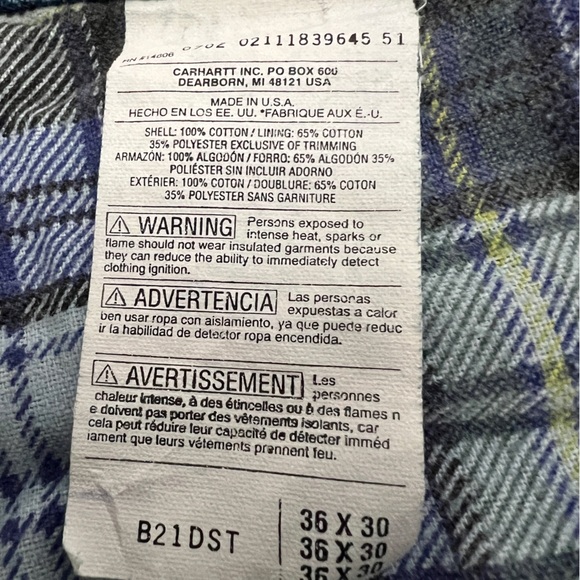 RN #14806 0702 02111839645 51
CARHARTT INC. PO BOX 600
DEARBORN, MI 48121 USA
MADE IN U.S.A.
HECHO EN LOS EE. UU. *FABRIQUE AUX É.-U.
SHELL: 100% COTTON / LINING: 65% COTTON
35% POLYESTER EXCLUSIVE OF TRIMMING
ARMAZÓN: 100% ALGODÓN / FORRO: 65% ALGODÓN 35%
POLIÉSTER SIN INCLUIR ADORNO
EXTÉRIER: 100% COTON / DOUBLURE: 65% COTON
35% POLYESTER SANS GARNITURE
⚠ WARNING Persons exposed to
intense heat, sparks or
flame should not wear insulated garments because
they can reduce the ability to immediately detect
clothing ignition.
⚠ ADVERTENCIA Las personas
expuestas a calor
ben usar ropa con aislamiento, ya que puede reduc
ir la habilidad de detector ropa encendida.
⚠ AVERTISSEMENT Les
personnes
chaleur intense, à des étincelles ou à des flames n
e doivent pas porter des vêtements isolants, car
cela peut réduire leur capacité de détecter imméd
iament que leurs vétements prennent feu.
B21DST
36 X 30
36 X 30
36 X 30